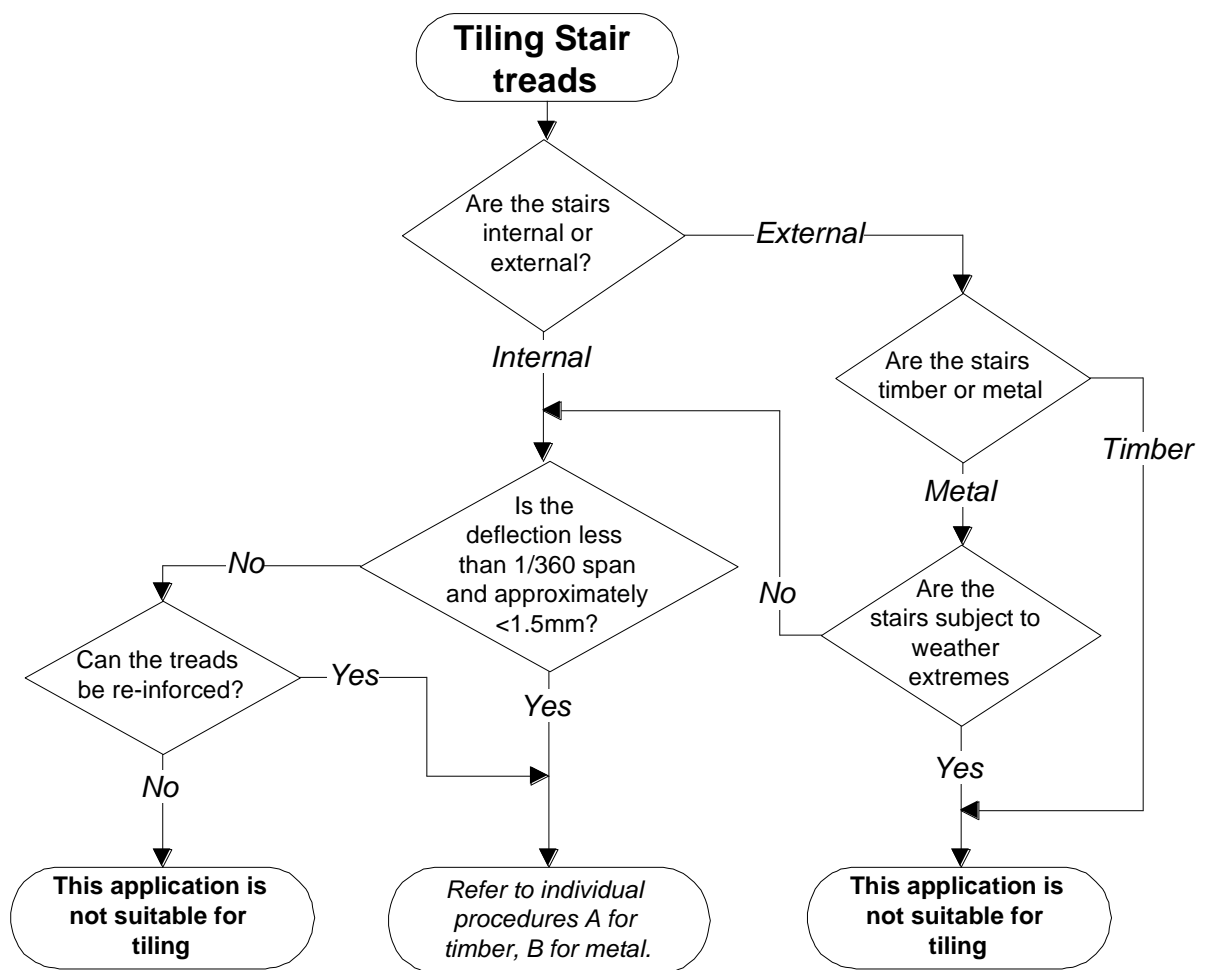 Tiling Stair
treads
Are the stairs
internal or
external?
External
Internal
Are the stairs
timber or metal
Timber
Metal
Is the
deflection less
than 1/360 span
and approximately
<1.5mm?
No
No
Are the
stairs subject to
weather
extremes
Can the treads
be re-inforced?
Yes
Yes
No
Yes
This application is
not suitable for
tiling
Refer to individual
procedures A for
timber, B for metal.
This application is
not suitable for
tiling